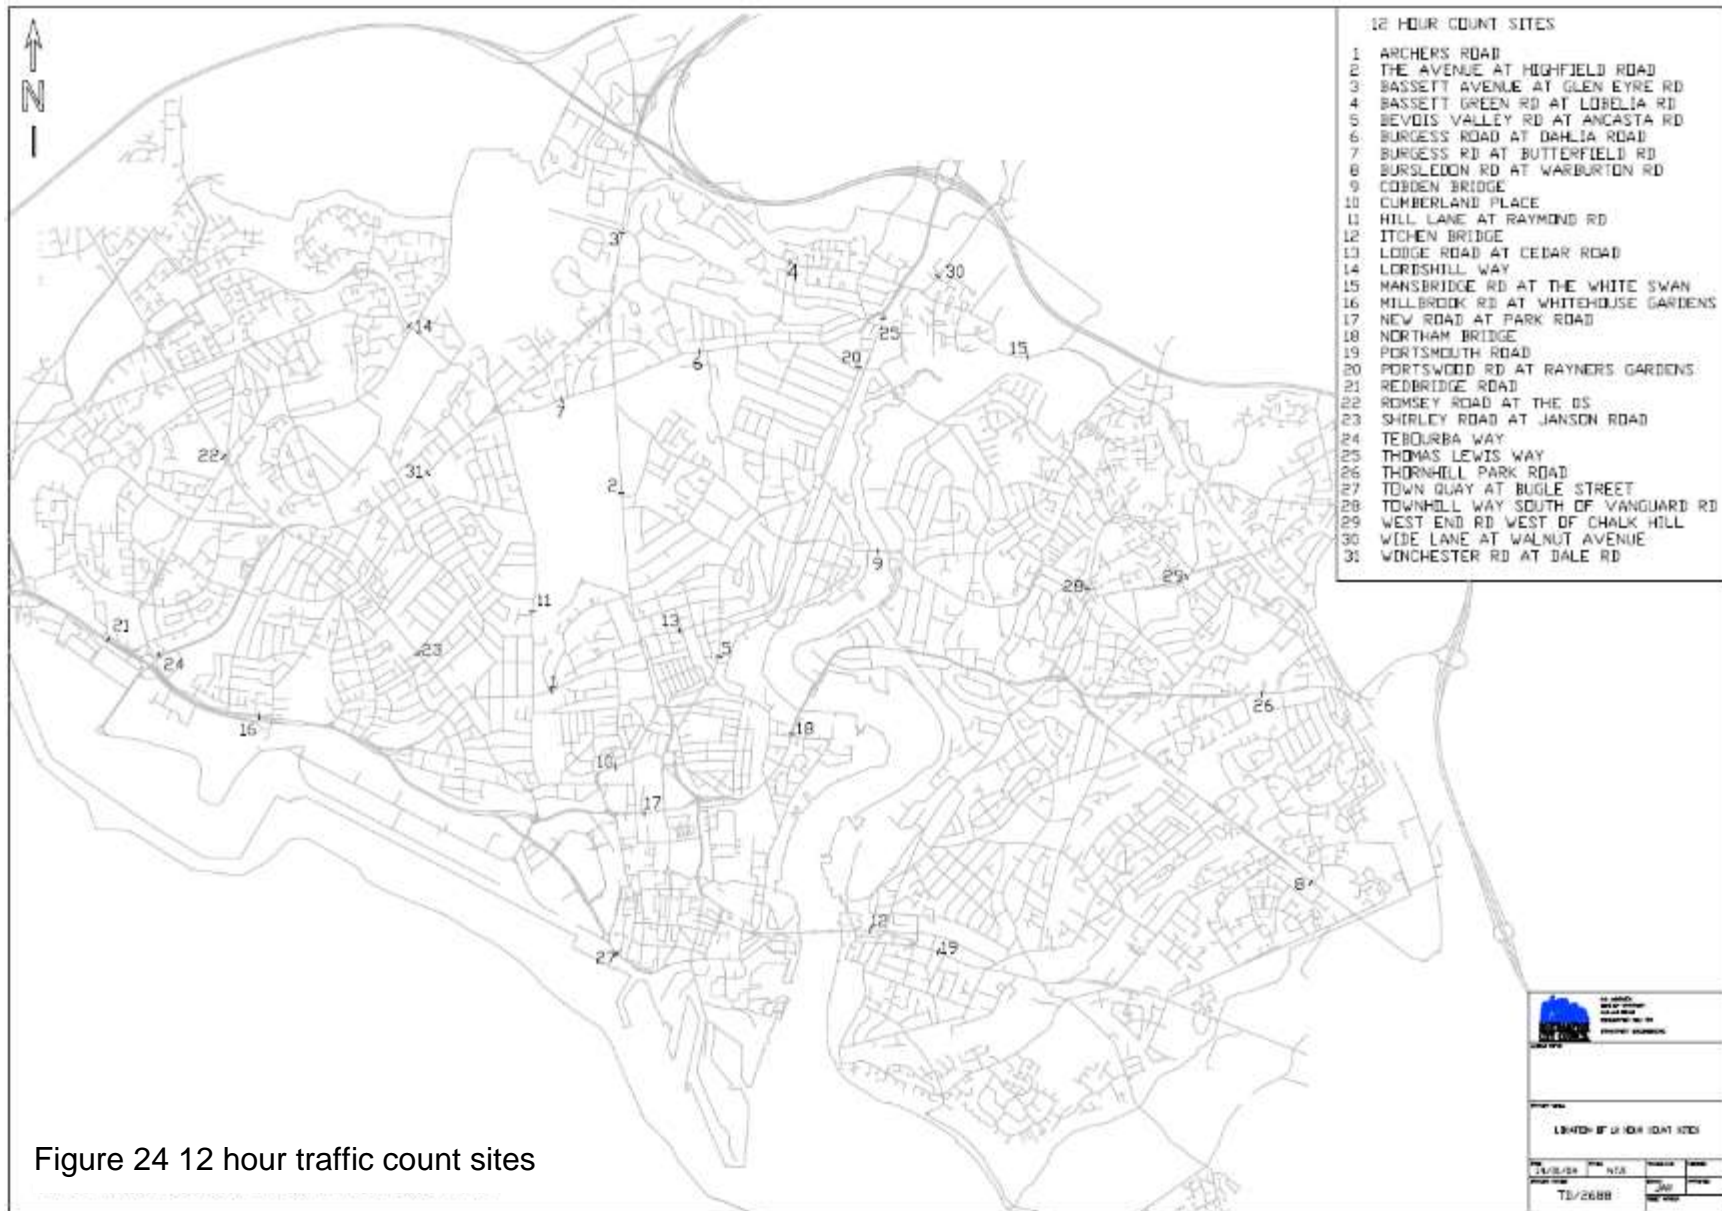 N
12 HOUR COUNT SITES
1 ARCHERS ROAD
2 THE AVENUE AT HIGHFIELD ROAD
3 BASSETT AVENUE AT GLEN EYRE RD
4 BASSETT GREEN RD AT LOBELIA RD
5 BEVOIS VALLEY RD AT ANCASTA RD
6 BURGESS ROAD AT DAHLIA ROAD
7 BURGESS RD AT BUTTERFIELD RD
8 BURSLEDON RD AT WARBURTON RD
9 COBDEN BRIDGE
10 CUMBERLAND PLACE
11 HILL LANE AT RAYMOND RD
12 ITCHEN BRIDGE
13 LODGE ROAD AT CEDAR ROAD
14 LORDSHILL WAY
15 MANSBRIDGE RD AT THE WHITE SWAN
16 MILLBROOK RD AT WHITEHOUSE GARDENS
17 NEW ROAD AT PARK ROAD
18 NORTHAM BRIDGE
19 PORTSMOUTH ROAD
20 PORTSWOOD RD AT RAYNERS GARDENS
21 REDBRIDGE ROAD
22 ROMSEY ROAD AT THE OS
23 SHIRLEY ROAD AT JANSON ROAD
24 TEBOURBA WAY
25 THOMAS LEWIS WAY
26 THORNHILL PARK ROAD
27 TOWN QUAY AT BUGLE STREET
28 TOWNHILL WAY SOUTH OF VANGUARD RD
29 WEST END RD WEST OF CHALK HILL
30 WIDE LANE AT WALNUT AVENUE
31 WINCHESTER RD AT DALE RD
3
4
30
14
25
15
20
6
7
22
31
2
9
28
29
11
13
21
5
24
23
1
26
16
18
10
17
8
12
19
27
LOCATION OF 12 HOUR COUNT SITES
NTS
TD/2688
Figure 24 12 hour traffic count sites